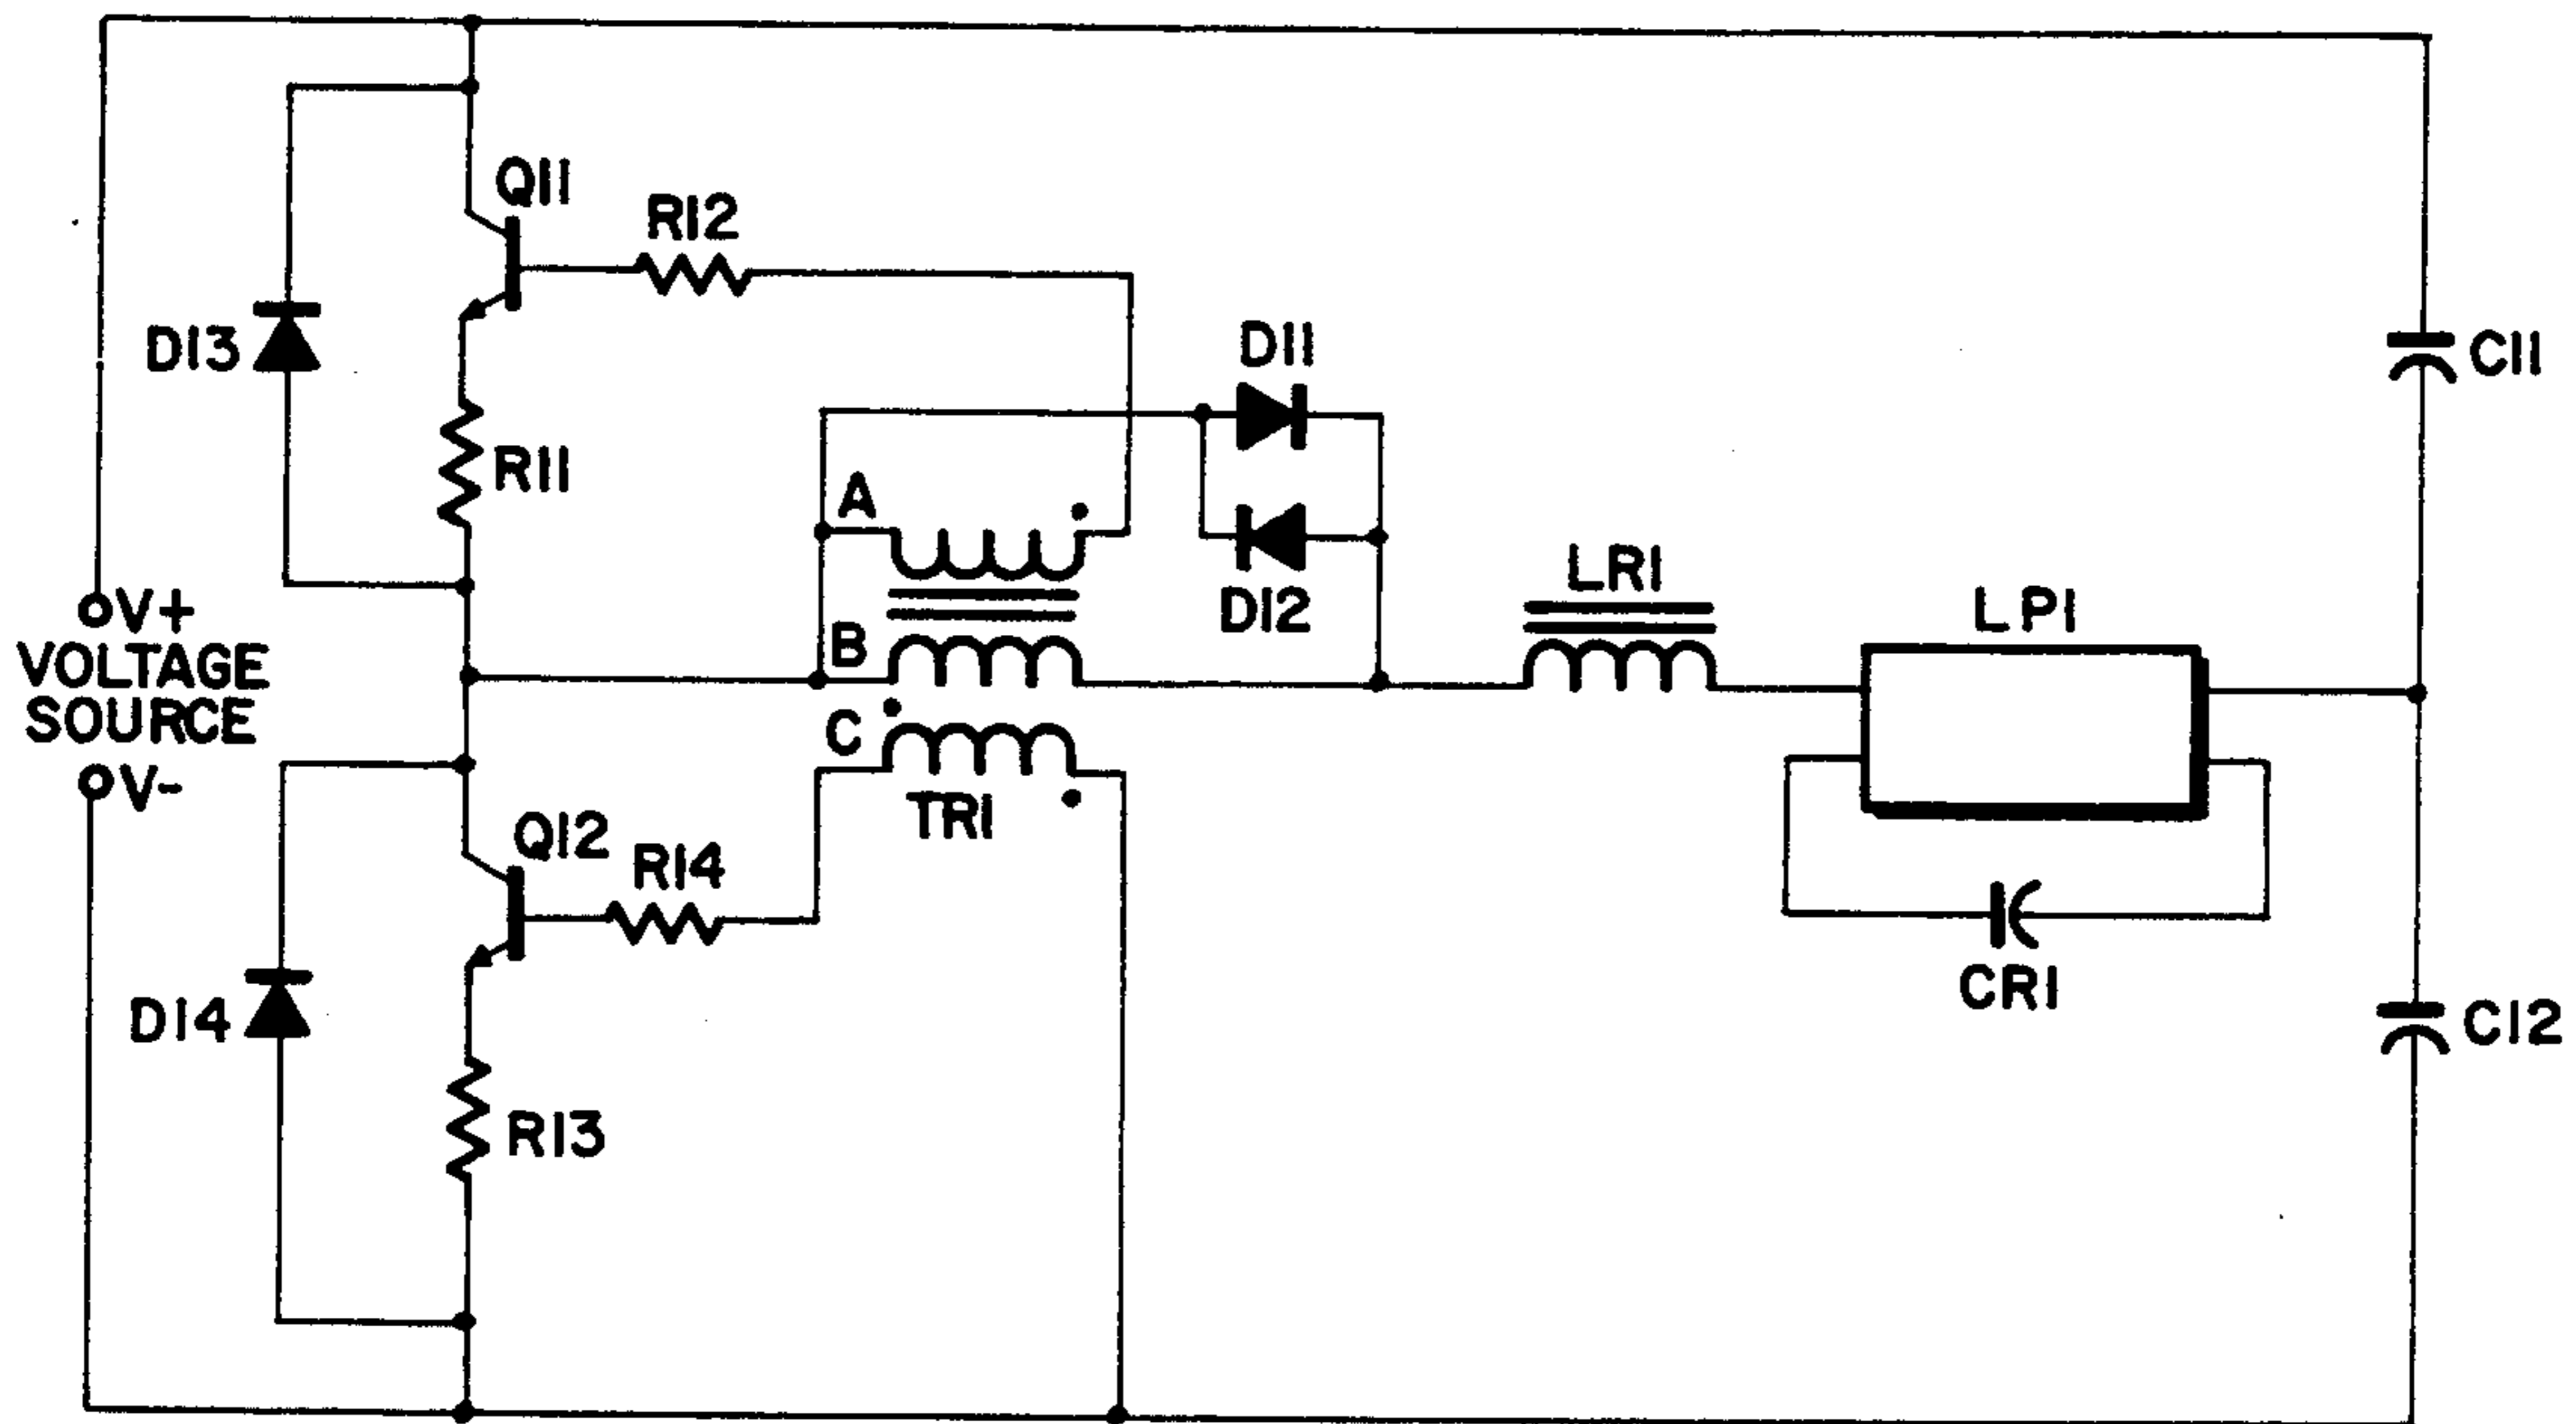 Q11
R12
D13
D11
C11
R11
A
LR1
V+
D12
LP1
VOLTAGE
B
SOURCE
C
V-
TR1
Q12
R14
D14
CR1
C12
R13